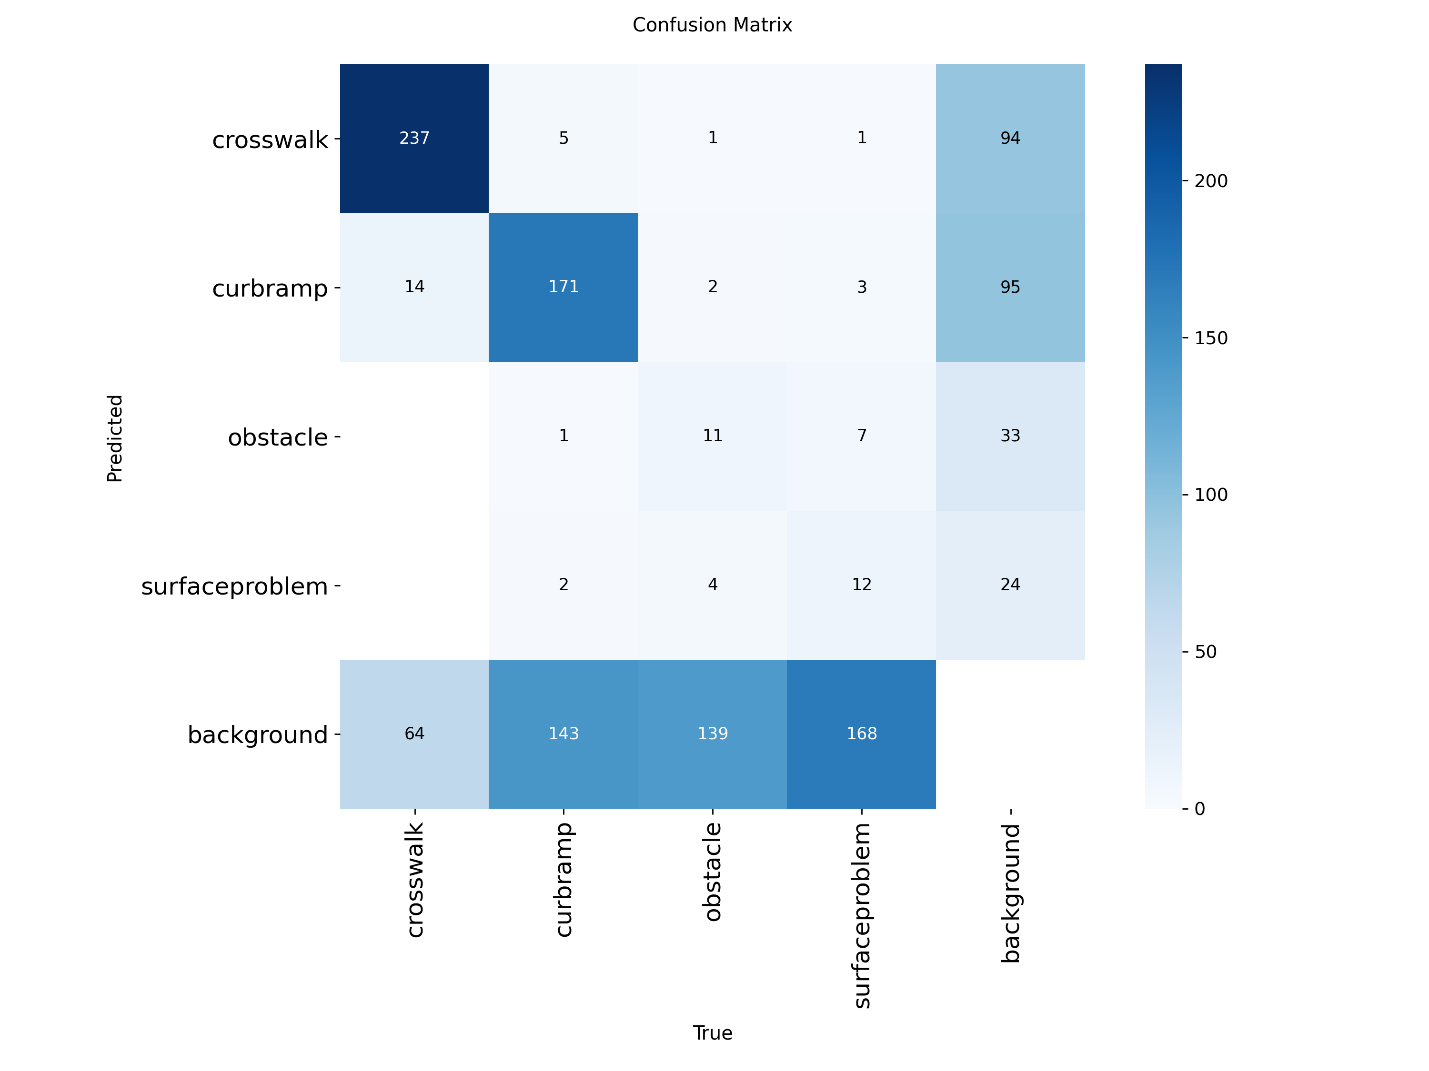 Confusion Matrix
crosswalk 237 5 1 1 94
curbramp 14 171 2 3 95
obstacle 1 11 7 33
surfaceproblem 2 4 12 24
background 64 143 139 168
crosswalk curbramp obstacle surfaceproblem background
True
Predicted
200
150
100
50
0